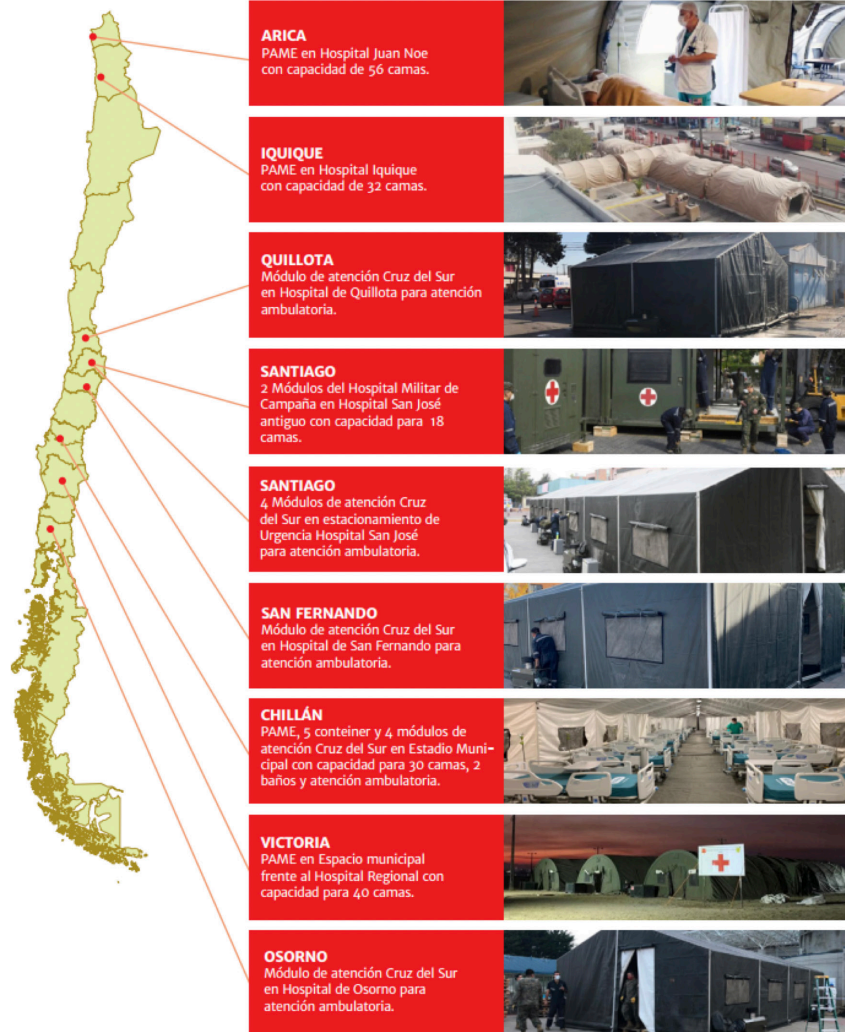 ARICA
PAME en Hospital Juan Noe
con capacidad de 56 camas.
IQUIQUE
PAME en Hospital Iquique
con capacidad de 32 camas.
QUILLOTA
Módulo de atención Cruz del Sur
en Hospital de Quillota para atención
ambulatoria.
SANTIAGO
2 Módulos del Hospital Militar de
Campaña en Hospital San José
antiguo con capacidad para 18
camas.
SANTIAGO
4 Módulos de atención Cruz
del Sur en estacionamiento de
Urgencia Hospital San José
para atención ambulatoria.
SAN FERNANDO
Módulo de atención Cruz del Sur
en Hospital de San Fernando para
atención ambulatoria.
CHILLÁN
PAME, 5 conteiner y 4 módulos de
atención Cruz del Sur en Estadio Muni-
cipal con capacidad para 30 camas, 2
baños y atención ambulatoria.
VICTORIA
PAME en Espacio municipal
frente al Hospital Regional con
capacidad para 40 camas.
OSORNO
Módulo de atención Cruz del Sur
en Hospital de Osorno para
atención ambulatoria.